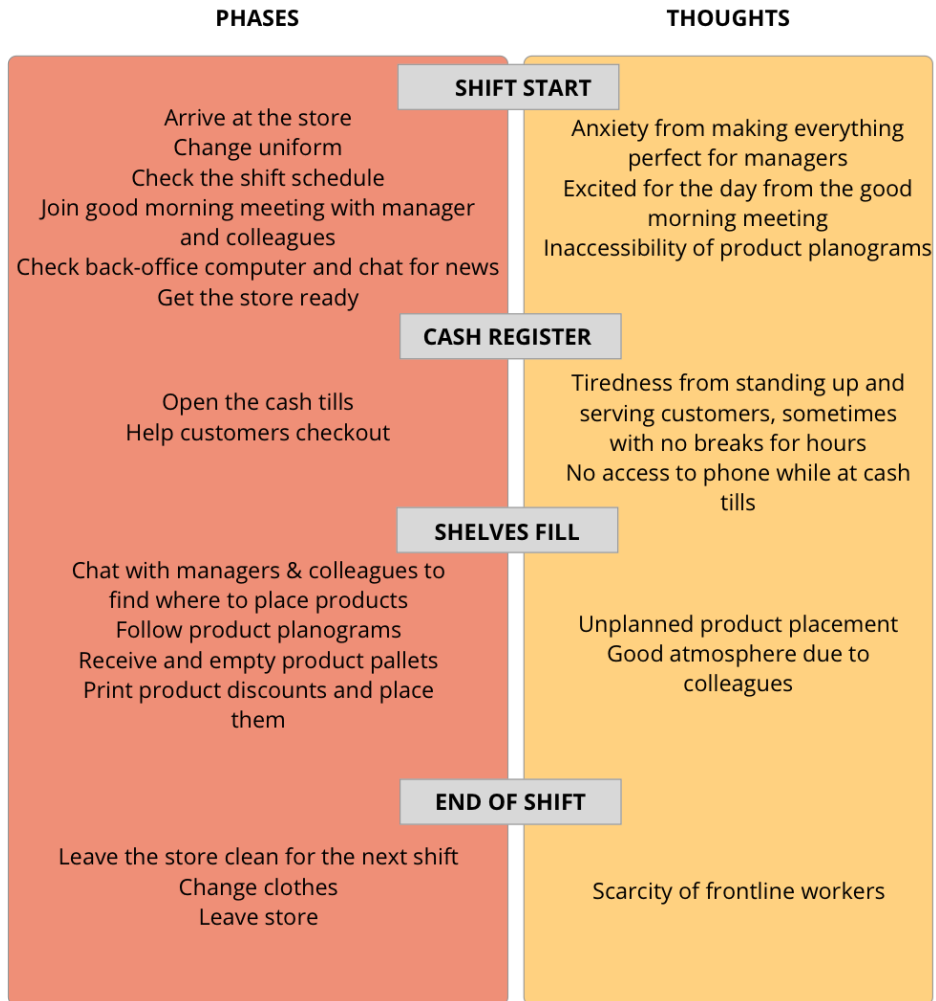 PHASES
THOUGHTS
SHIFT START
Arrive at the store
Change uniform
Check the shift schedule
Join good morning meeting with manager
and colleagues
Check back-office computer and chat for news
Get the store ready
Anxiety from making everything
perfect for managers
Excited for the day from the good
morning meeting
Inaccessibility of product planograms
CASH REGISTER
Open the cash tills
Help customers checkout
Tiredness from standing up and
serving customers, sometimes
with no breaks for hours
No access to phone while at cash
tills
SHELVES FILL
Chat with managers & colleagues to
find where to place products
Follow product planograms
Receive and empty product pallets
Print product discounts and place
them
Unplanned product placement
Good atmosphere due to
colleagues
END OF SHIFT
Leave the store clean for the next shift
Change clothes
Leave store
Scarcity of frontline workers